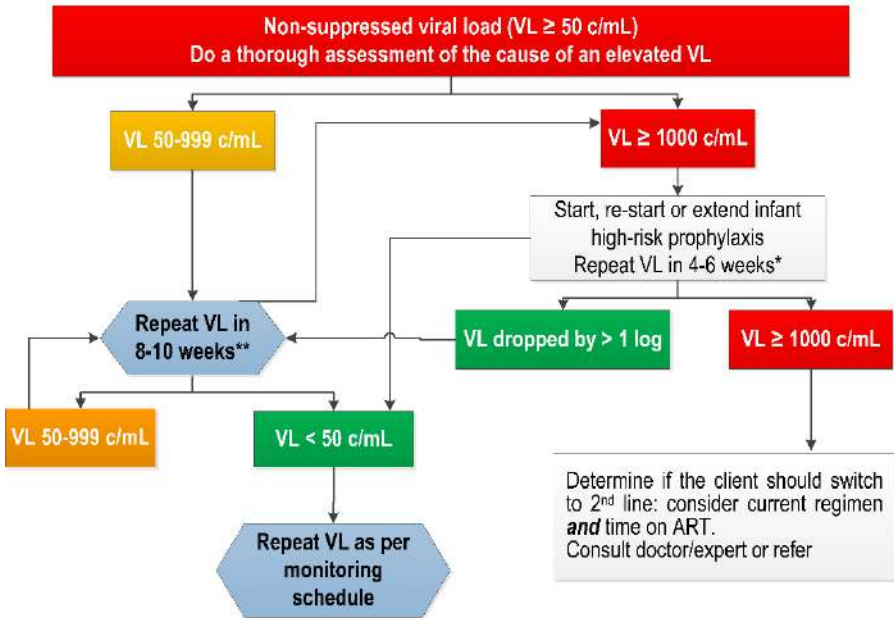 Non-suppressed viral load (VL ≥ 50 c/mL)
Do a thorough assessment of the cause of an elevated VL
VL 50-999 c/mL
VL ≥ 1000 c/mL
Start, re-start or extend infant
high-risk prophylaxis
Repeat VL in 4-6 weeks*
Repeat VL in
8-10 weeks**
VL dropped by > 1 log
VL ≥ 1000 c/mL
VL 50-999 c/mL
VL < 50 c/mL
Determine if the client should switch
to 2nd line: consider current regimen
and time on ART.
Consult doctor/expert or refer
Repeat VL as per
monitoring
schedule